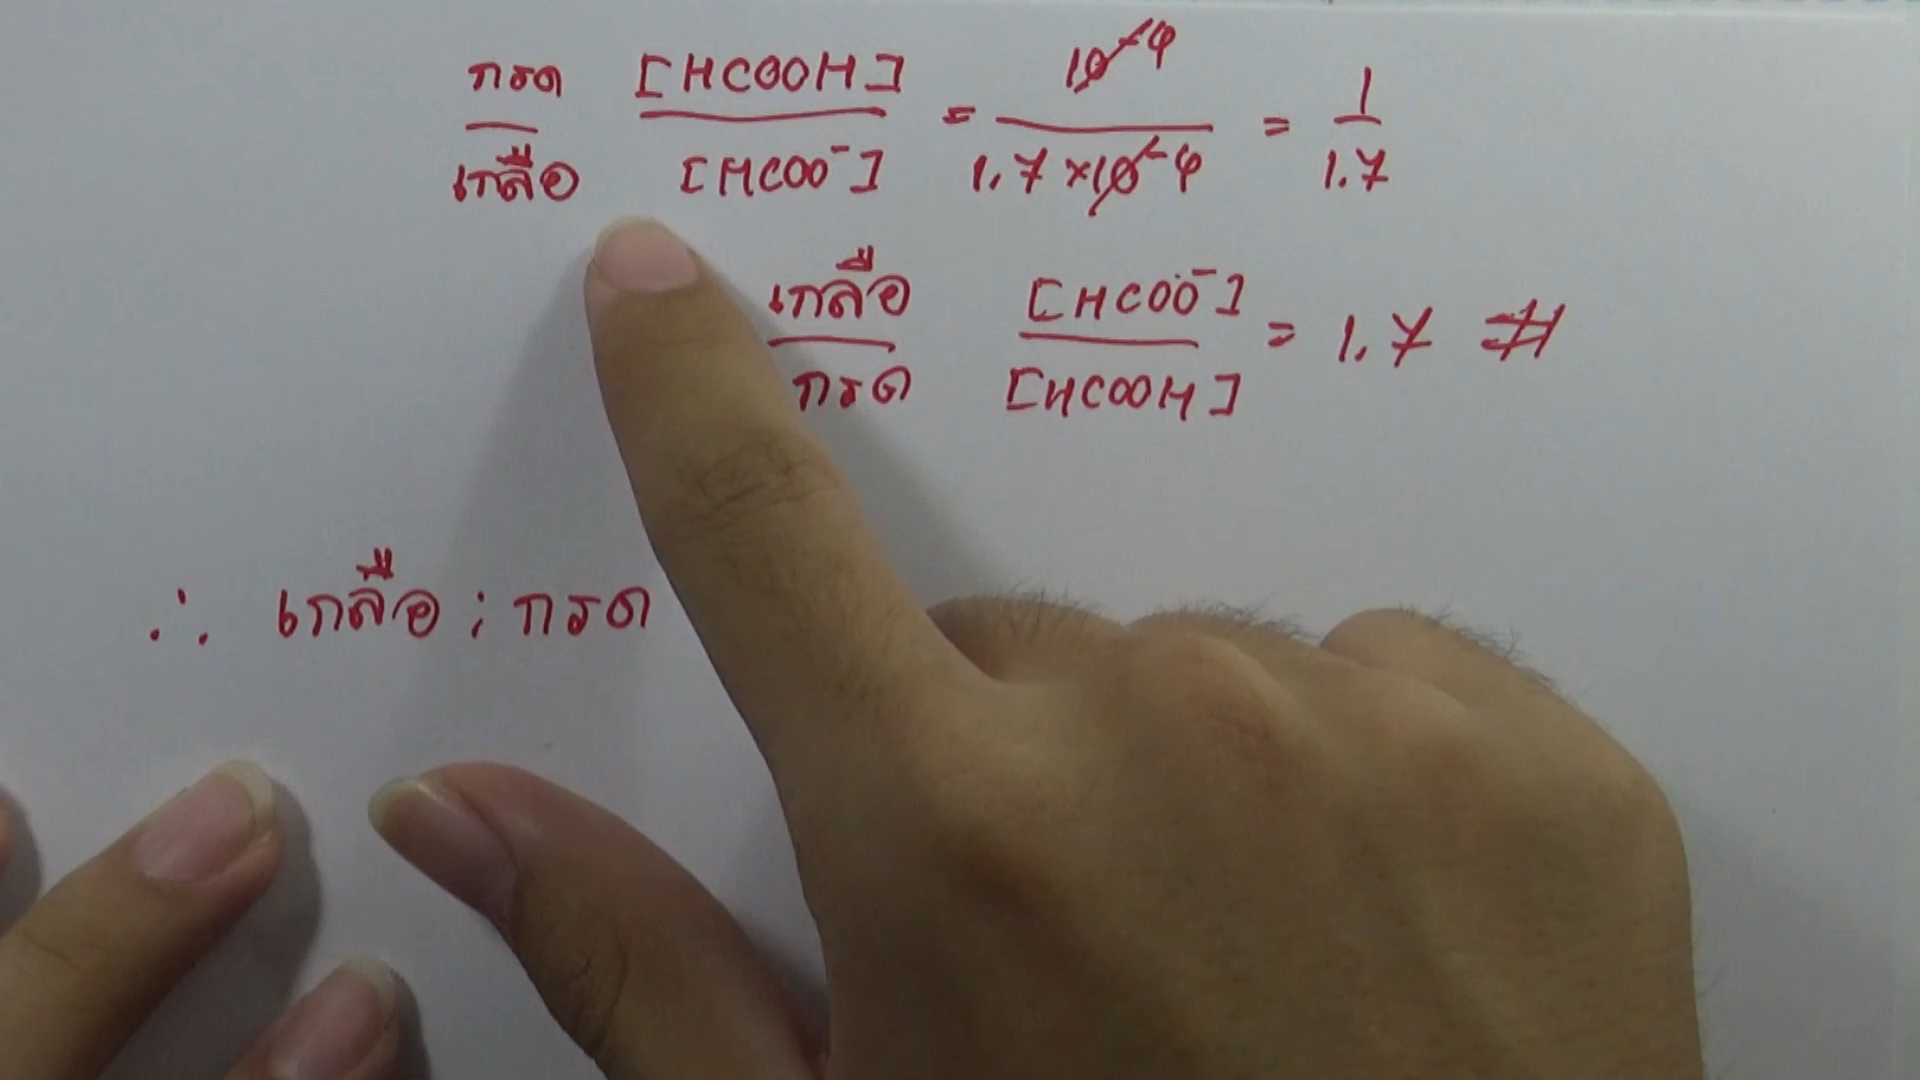 กรด [HCOOH] = 10⁻⁴ = 1
เกลือ [HCOO⁻] 1.7 ×10⁻⁴ 1.7
เกลือ [HCOO⁻] = 1.7 #
กรด [HCOOH]
∴ เกลือ : กรด